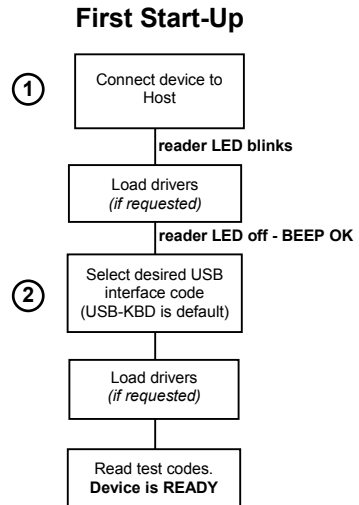 First Start-Up
1
Connect device to
Host
reader LED blinks
Load drivers
(if requested)
reader LED off - BEEP OK
2
Select desired USB
interface code
(USB-KBD is default)
Load drivers
(if requested)
Read test codes.
Device is READY